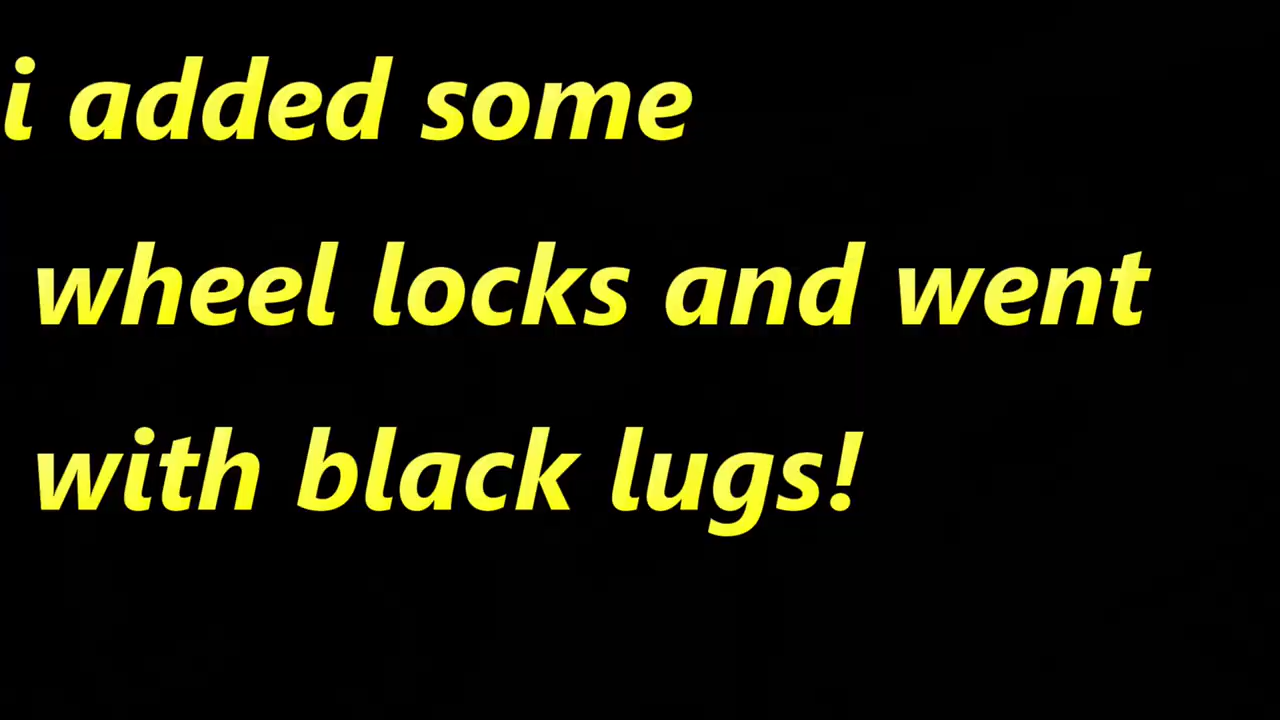 i added some
wheel locks and went
with black lugs!